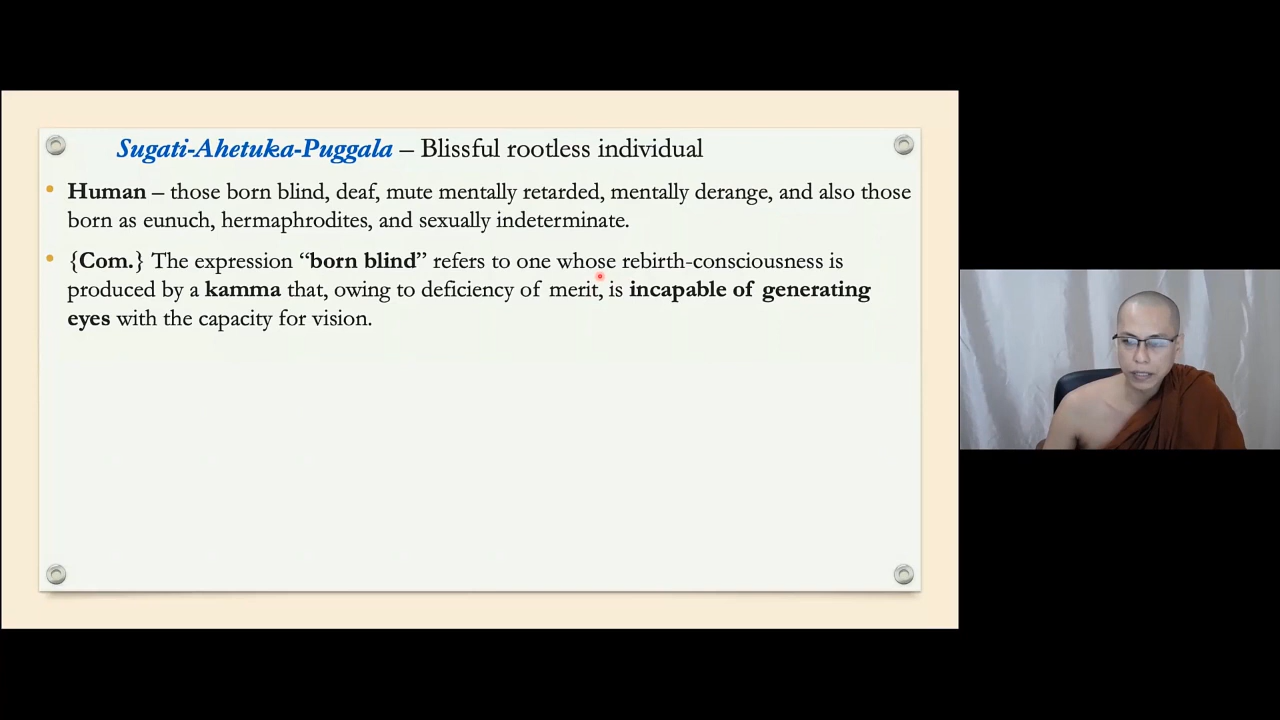 Sugati-Ahetuka-Puggala – Blissful rootless individual
• Human – those born blind, deaf, mute mentally retarded, mentally derange, and also those
born as eunuch, hermaphrodites, and sexually indeterminate.
• {Com.} The expression “born blind” refers to one whose rebirth-consciousness is
produced by a kamma that, owing to deficiency of merit, is incapable of generating
eyes with the capacity for vision.